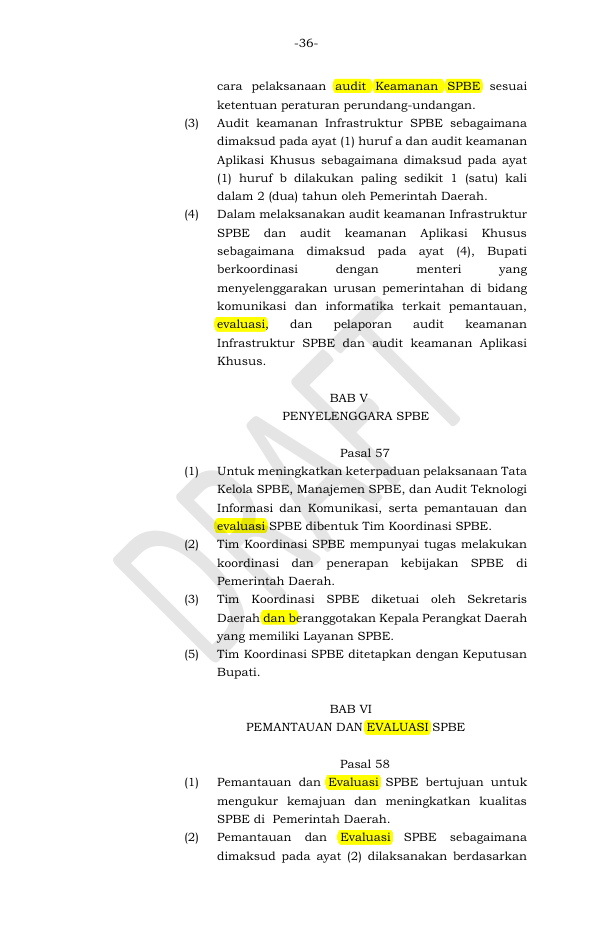 -36-
cara pelaksanaan audit Keamanan SPBE sesuai
ketentuan peraturan perundang-undangan.
(3) Audit keamanan Infrastruktur SPBE sebagaimana
dimaksud pada ayat (1) huruf a dan audit keamanan
Aplikasi Khusus sebagaimana dimaksud pada ayat
(1) huruf b dilakukan paling sedikit 1 (satu) kali
dalam 2 (dua) tahun oleh Pemerintah Daerah.
(4) Dalam melaksanakan audit keamanan Infrastruktur
SPBE dan audit keamanan Aplikasi Khusus
sebagaimana dimaksud pada ayat (4), Bupati
berkoordinasi dengan menteri yang
menyelenggarakan urusan pemerintahan di bidang
komunikasi dan informatika terkait pemantauan,
evaluasi, dan pelaporan audit keamanan
Infrastruktur SPBE dan audit keamanan Aplikasi
Khusus.
BAB V
PENYELENGGARA SPBE
Pasal 57
(1) Untuk meningkatkan keterpaduan pelaksanaan Tata
Kelola SPBE, Manajemen SPBE, dan Audit Teknologi
Informasi dan Komunikasi, serta pemantauan dan
evaluasi SPBE dibentuk Tim Koordinasi SPBE.
(2) Tim Koordinasi SPBE mempunyai tugas melakukan
koordinasi dan penerapan kebijakan SPBE di
Pemerintah Daerah.
(3) Tim Koordinasi SPBE diketuai oleh Sekretaris
Daerah dan beranggotakan Kepala Perangkat Daerah
yang memiliki Layanan SPBE.
(5) Tim Koordinasi SPBE ditetapkan dengan Keputusan
Bupati.
BAB VI
PEMANTAUAN DAN EVALUASI SPBE
Pasal 58
(1) Pemantauan dan Evaluasi SPBE bertujuan untuk
mengukur kemajuan dan meningkatkan kualitas
SPBE di Pemerintah Daerah.
(2) Pemantauan dan Evaluasi SPBE sebagaimana
dimaksud pada ayat (2) dilaksanakan berdasarkan
DRAFT